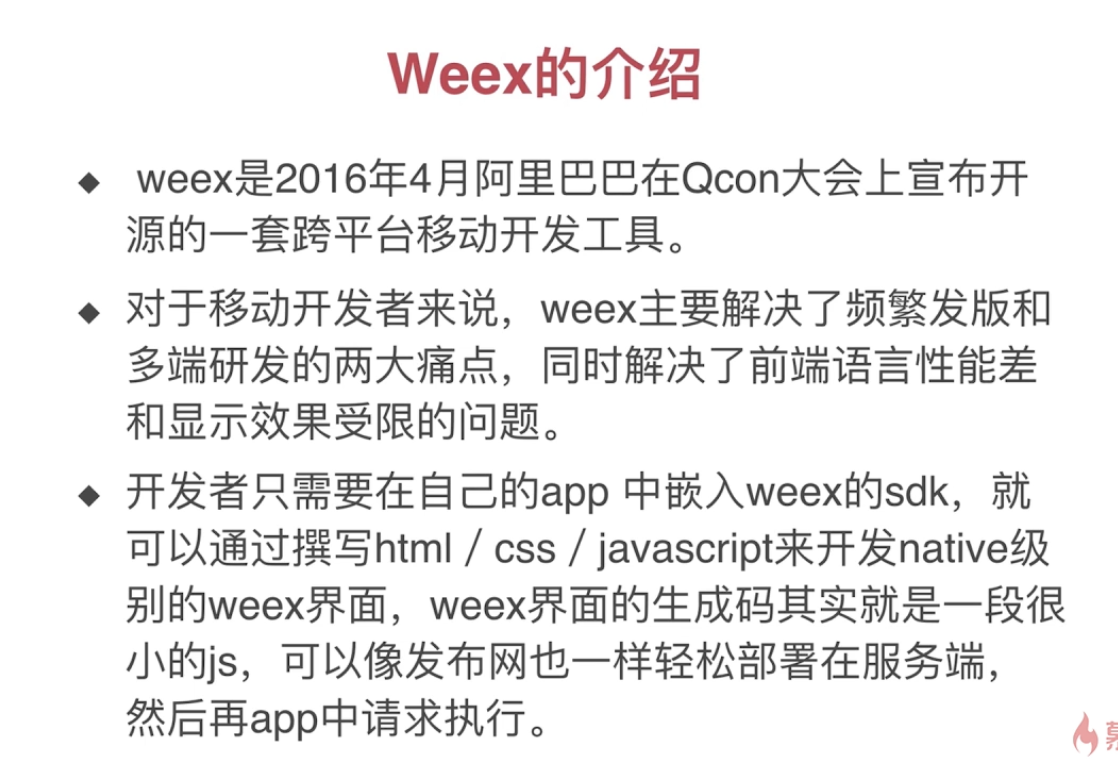 Weex的介绍
◆ weex是2016年4月阿里巴巴在Qcon大会上宣布开
源的一套跨平台移动开发工具。
◆ 对于移动开发者来说，weex主要解决了频繁发版和
多端研发的两大痛点，同时解决了前端语言性能差
和显示效果受限的问题。
◆ 开发者只需要在自己的app 中嵌入weex的sdk，就
可以通过撰写html / css / javascript来开发native级
别的weex界面，weex界面的生成码其实就是一段很
小的js，可以像发布网也一样轻松部署在服务端，
然后再app中请求执行。